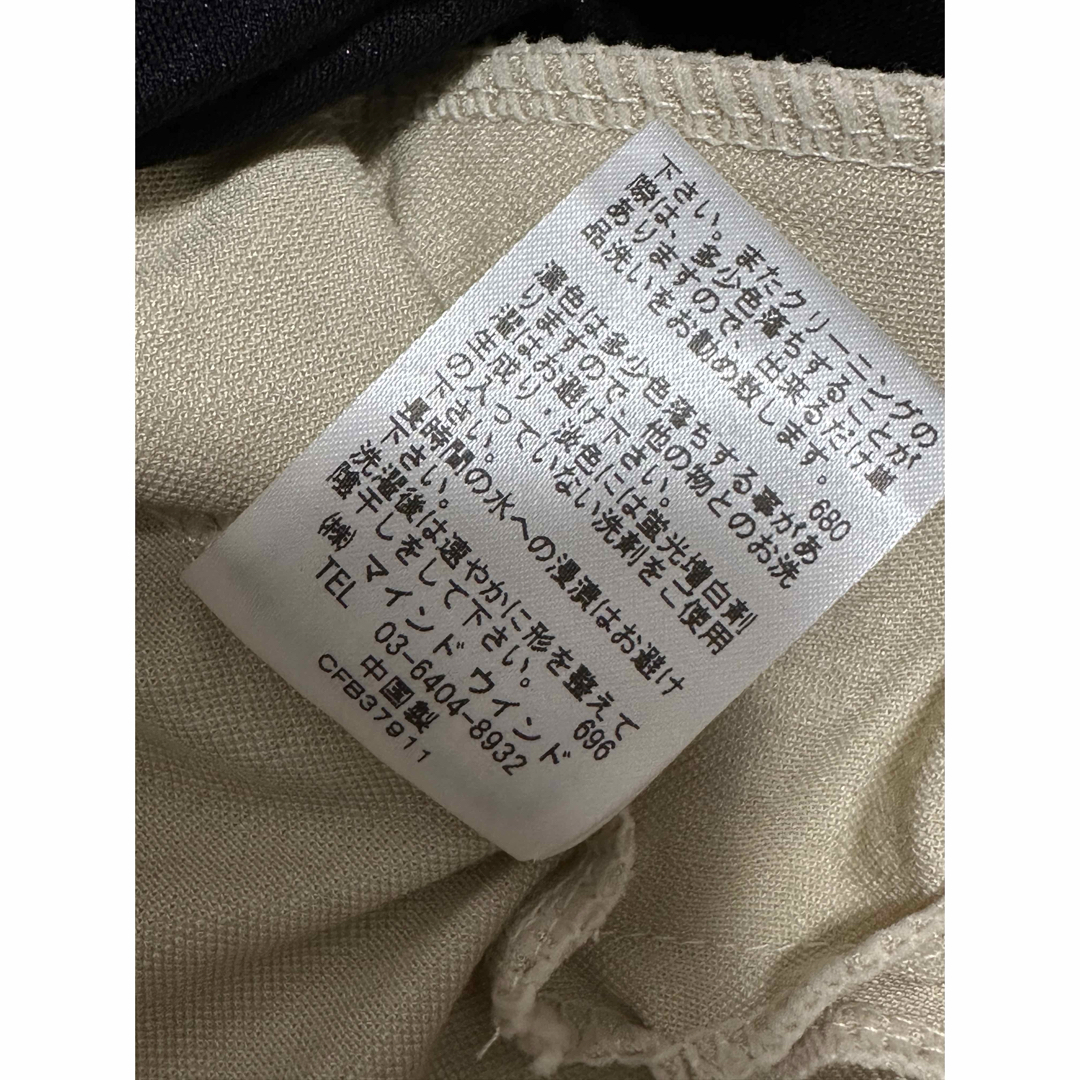 下さい。またクリーニングの
際は、多少色落ちすることが
ありますので、出来るだけ単
品洗いをお勧め致します。 680
濃色は多少色落ちする事があ
りますので、他の物とのお洗
濯はお避け下さい。
生成り・淡色には蛍光増白剤
の入っていない洗剤をご使用
下さい。
長時間の水への浸漬はお避け
下さい。
洗濯後は速やかに形を整えて
陰干しをして下さい。 696
㈱ マインドウインド
TEL 03-6404-8932
中国製
CFB37911